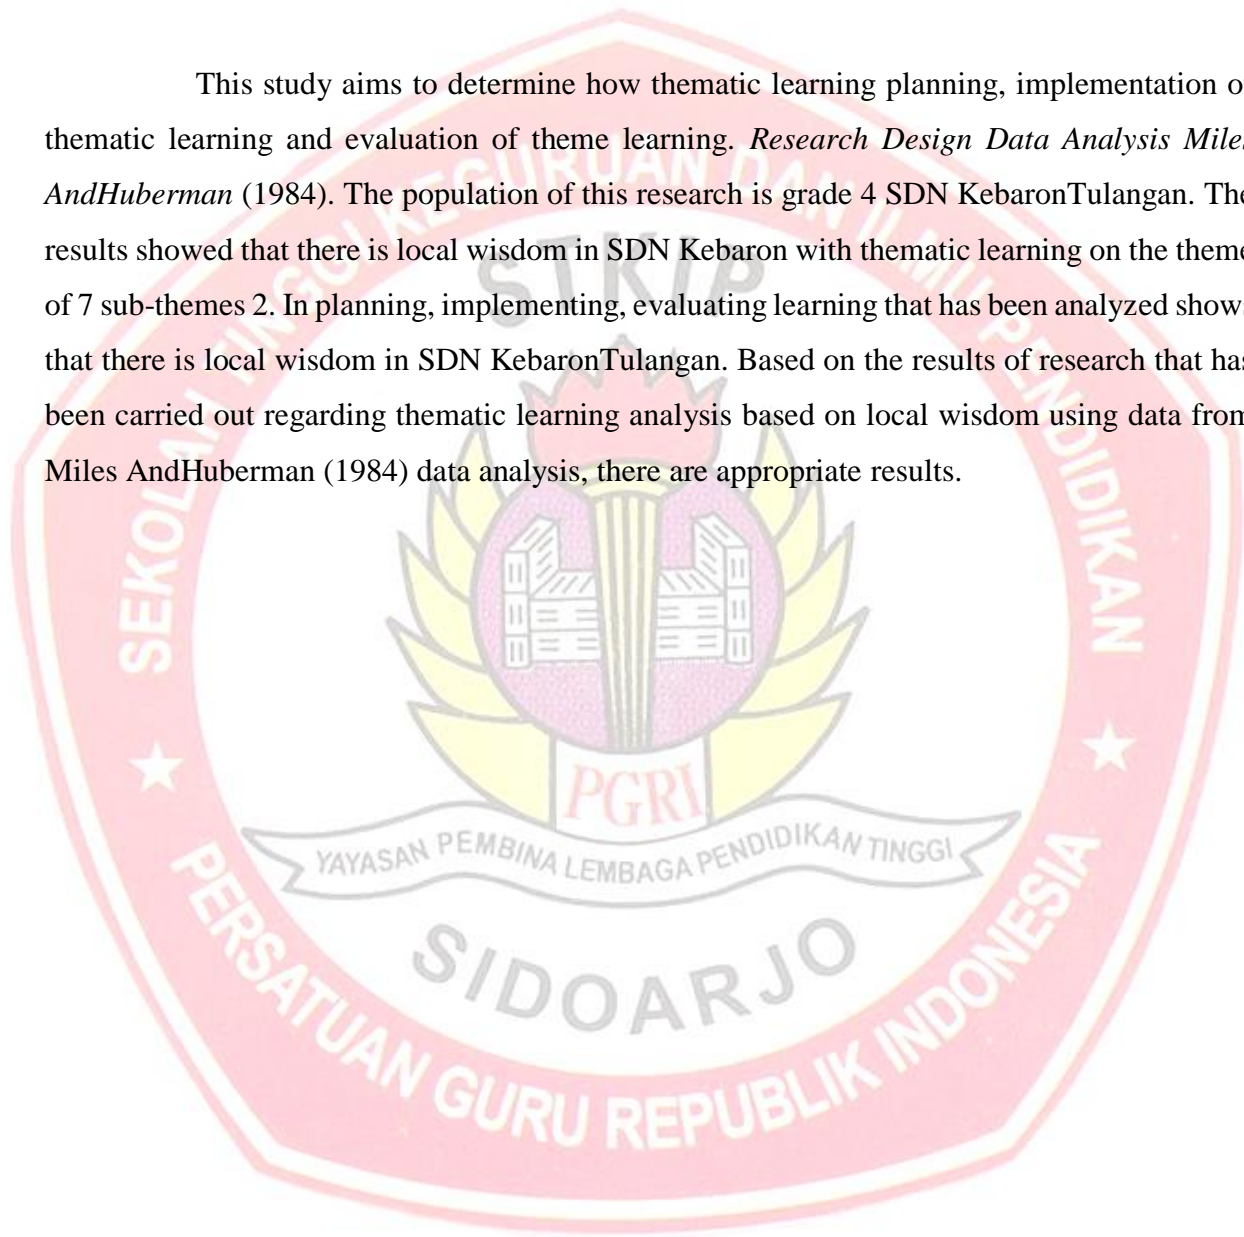 This study aims to determine how thematic learning planning, implementation o
thematic learning and evaluation of theme learning. Research Design Data Analysis Miles
AndHuberman (1984). The population of this research is grade 4 SDN KebaronTulangan. The
results showed that there is local wisdom in SDN Kebaron with thematic learning on the theme
of 7 sub-themes 2. In planning, implementing, evaluating learning that has been analyzed shows
that there is local wisdom in SDN KebaronTulangan. Based on the results of research that has
been carried out regarding thematic learning analysis based on local wisdom using data from
Miles AndHuberman (1984) data analysis, there are appropriate results.
SEKOLAH TINGGI KEGURUAN DAN ILMU PENDIDIKAN
STKIP
PGRI
YAYASAN PEMBINA LEMBAGA PENDIDIKAN TINGGI
SIDOARJO
PERSATUAN GURU REPUBLIK INDONESIA